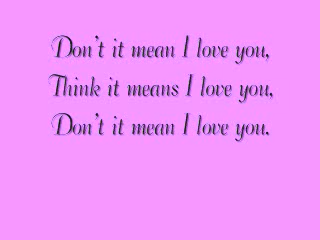 Don't it mean I love you,
Think it means I love you,
Don't it mean I love you.